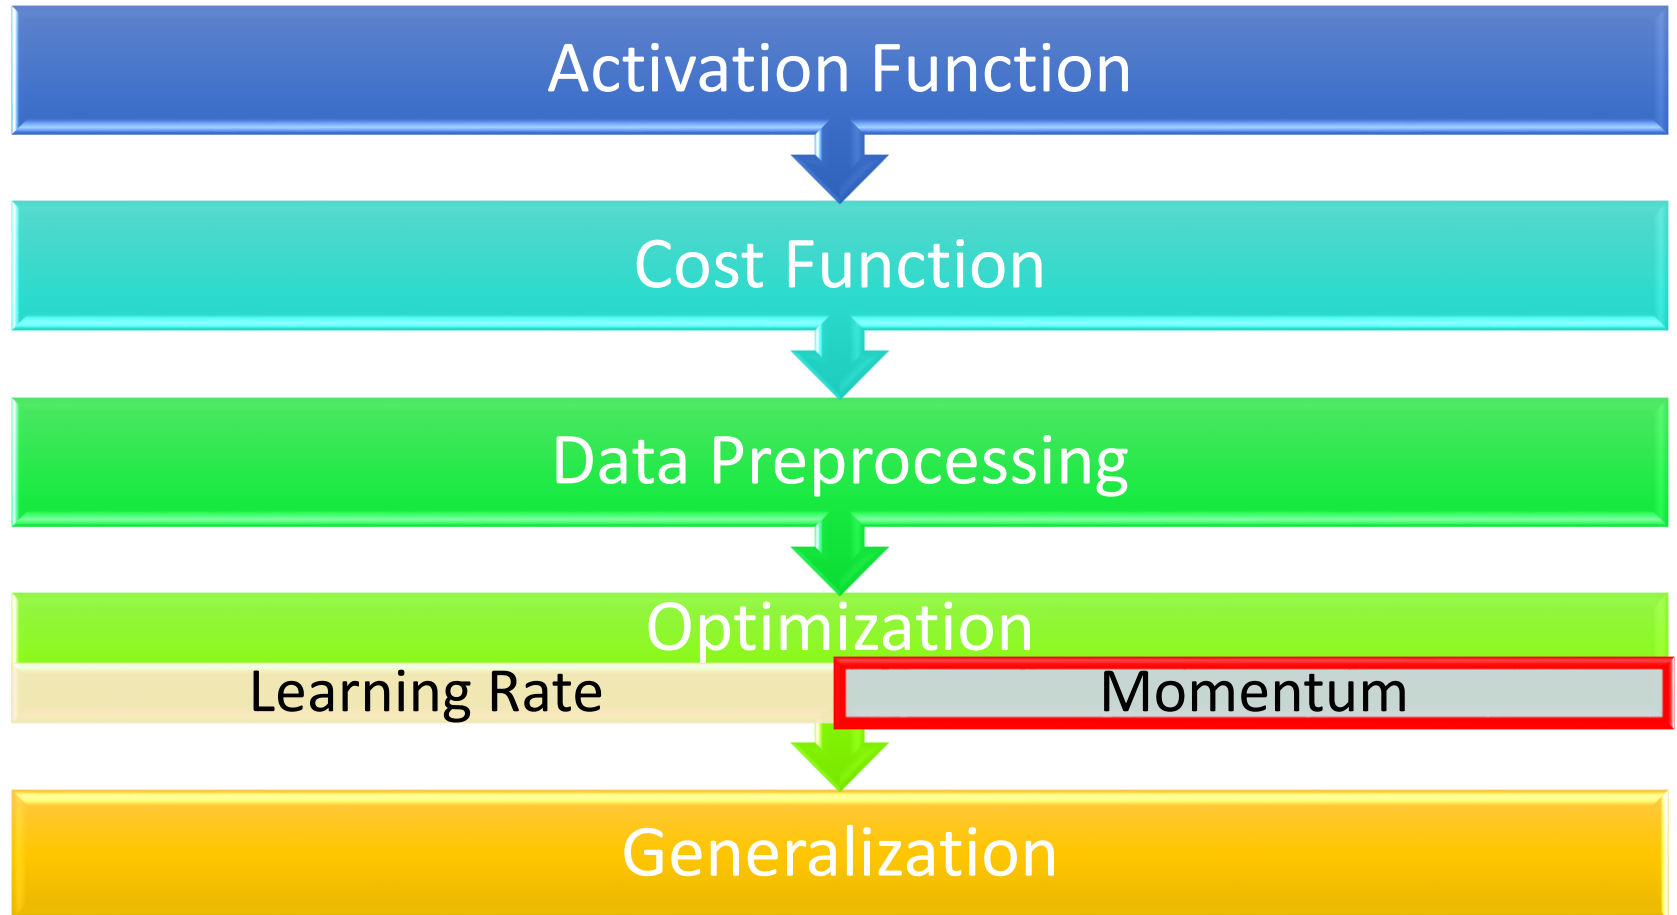 Activation Function
Cost Function
Data Preprocessing
Optimization
Learning Rate
Momentum
Generalization